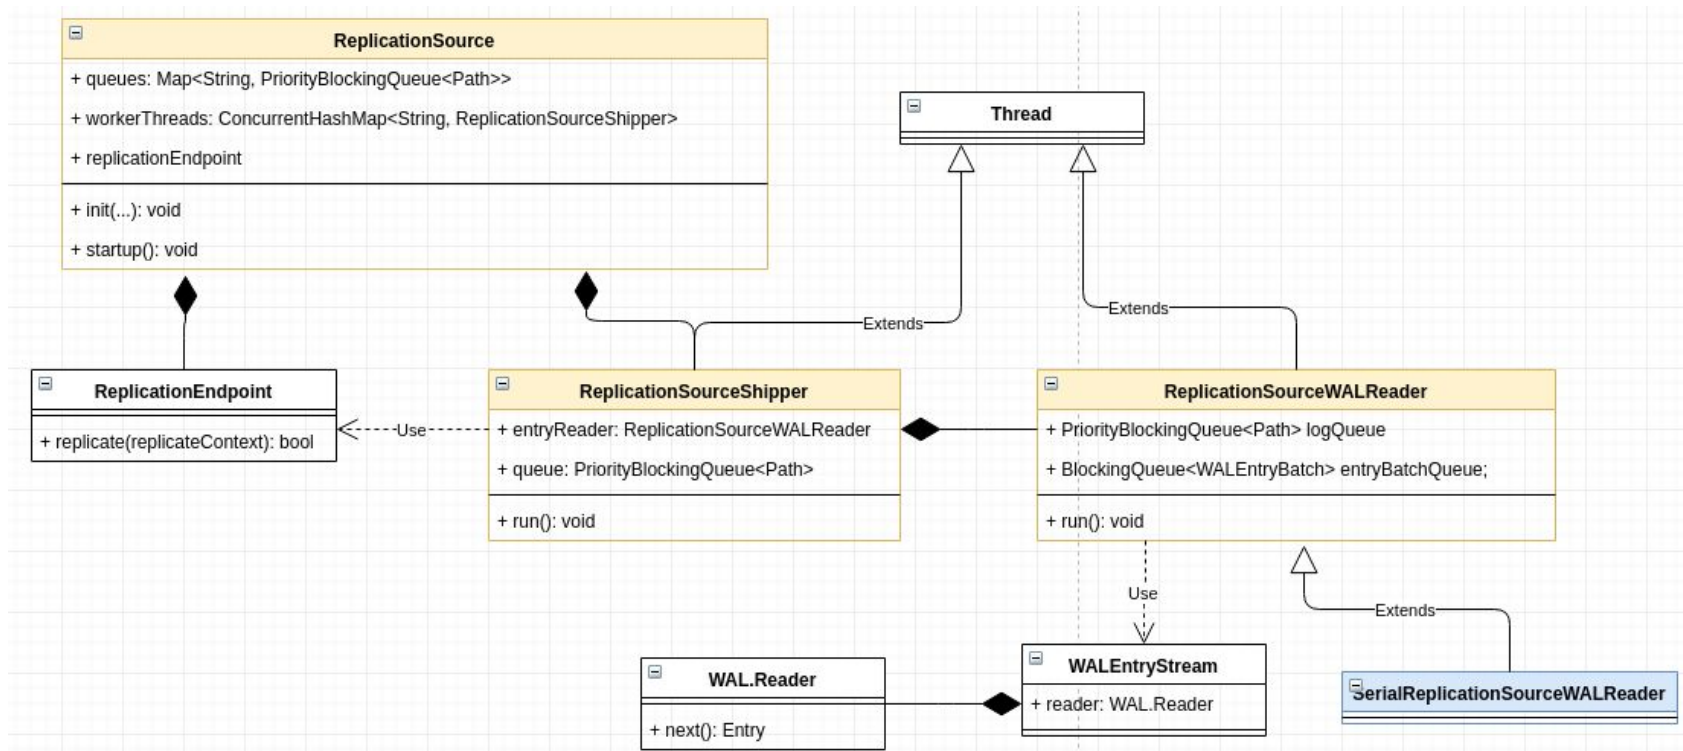 ReplicationSource
+ queues: Map<String, PriorityBlockingQueue<Path>>
+ workerThreads: ConcurrentHashMap<String, ReplicationSourceShipper>
+ replicationEndpoint
+ init(...): void
+ startup(): void
Thread
Extends
Extends
ReplicationEndpoint
+ replicate(replicateContext): bool
Use
ReplicationSourceShipper
+ entryReader: ReplicationSourceWALReader
+ queue: PriorityBlockingQueue<Path>
+ run(): void
ReplicationSourceWALReader
+ PriorityBlockingQueue<Path> logQueue
+ BlockingQueue<WALEntryBatch> entryBatchQueue;
+ run(): void
Use
Extends
WAL.Reader
+ next(): Entry
WALEntryStream
+ reader: WAL.Reader
SerialReplicationSourceWALReader